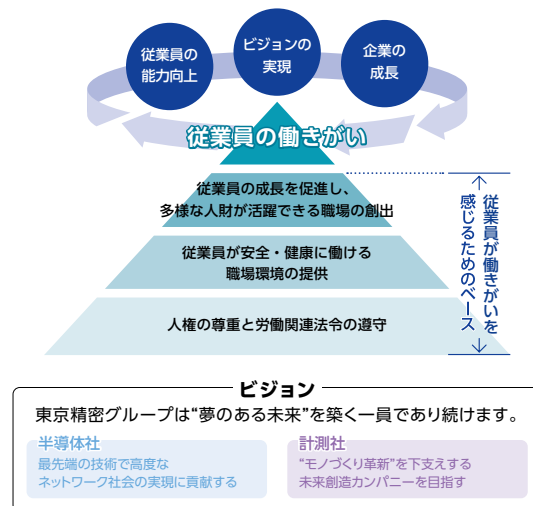 従業員の
能力向上
ビジョンの
実現
企業の
成長
従業員の働きがい
従業員の成長を促進し、
多様な人財が活躍できる職場の創出
従業員が安全・健康に働ける
職場環境の提供
人権の尊重と労働関連法令の遵守
従業員が働きがいを
感じるためのベース
ビジョン
東京精密グループは“夢のある未来”を築く一員であり続けます。
半導体社
最先端の技術で高度な
ネットワーク社会の実現に貢献する
計測社
“モノづくり革新”を下支えする
未来創造カンパニーを目指す